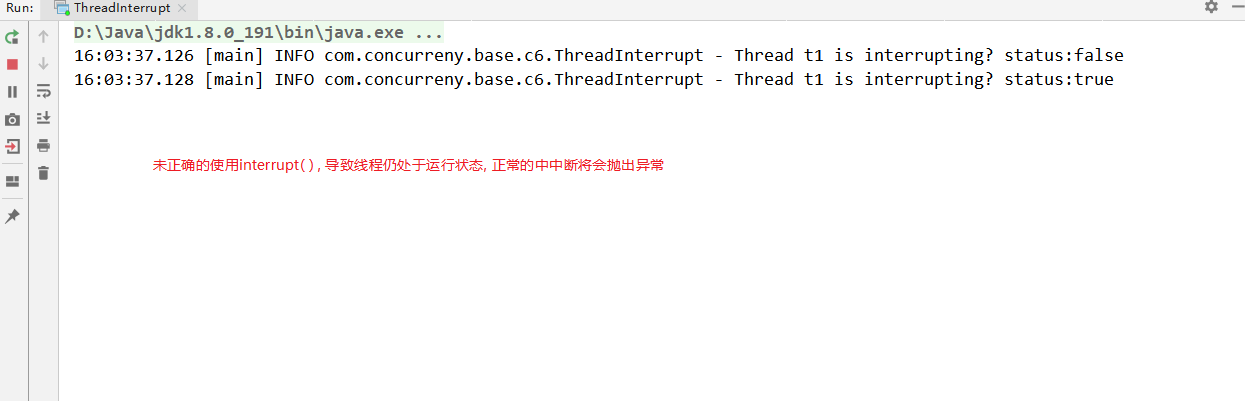 Run: ThreadInterrupt
D:\Java\jdk1.8.0_191\bin\java.exe ...
16:03:37.126 [main] INFO com.concurreny.base.c6.ThreadInterrupt - Thread t1 is interrupting? status:false
16:03:37.128 [main] INFO com.concurreny.base.c6.ThreadInterrupt - Thread t1 is interrupting? status:true
未正确的使用interrupt( ) , 导致线程仍处于运行状态, 正常的中中断将会抛出异常